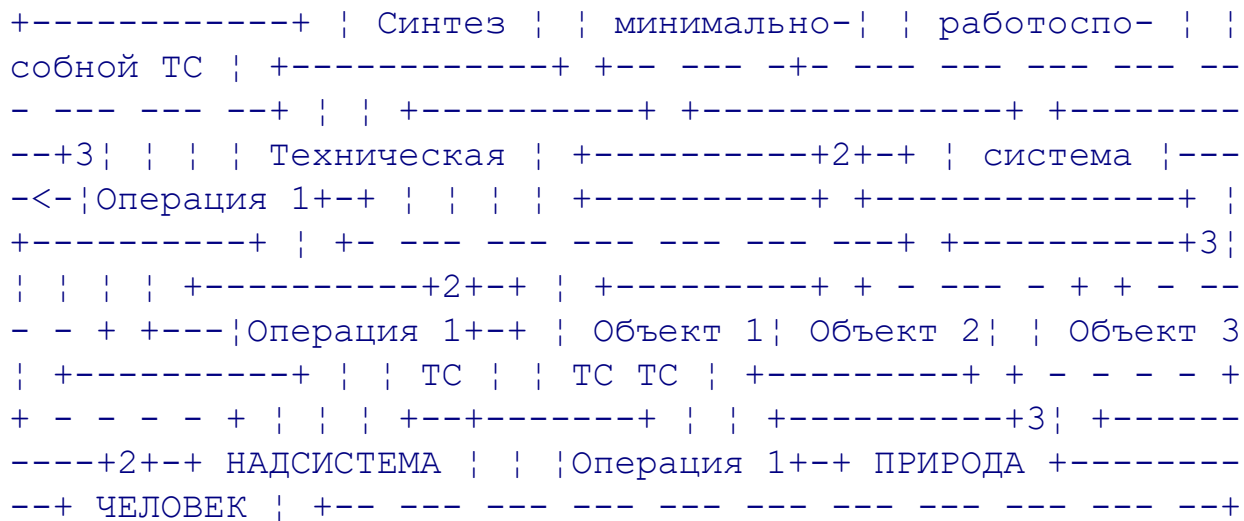 +------------+ ¦ Синтез ¦ ¦ минимально-¦ ¦ работоспо- ¦ ¦
собной ТС ¦ +------------+ +-- --- --- -+- --- --- --- --- --
- --- --- --+ ¦ ¦ +----------+ +--------------+ +--------
--+3¦ ¦ ¦ ¦ Техническая ¦ +----------+2+-+ ¦ система ¦---
-<-¦Операция 1+-+ ¦ ¦ ¦ ¦ +----------+ +--------------+ ¦
+----------+ ¦ +- --- --- --- --- --- ---+ +----------+3¦
¦ ¦ ¦ ¦ +----------+2+-+ ¦ +---------+ + - --- - + + - --
- - + +---¦Операция 1+-+ ¦ Объект 1¦ Объект 2¦ ¦ Объект 3
¦ +----------+ ¦ ¦ ТС ¦ ¦ ТС ТС ¦ +---------+ + - - - - +
+ - - - - + ¦ ¦ ¦ +--+-------+ ¦ ¦ +----------+3¦ +------
----+2+-+ НАДСИСТЕМА ¦ ¦ ¦Операция 1+-+ ПРИРОДА +--------
--+ ЧЕЛОВЕК ¦ +-- --- --- --- --- --- --- --- --- --- --+